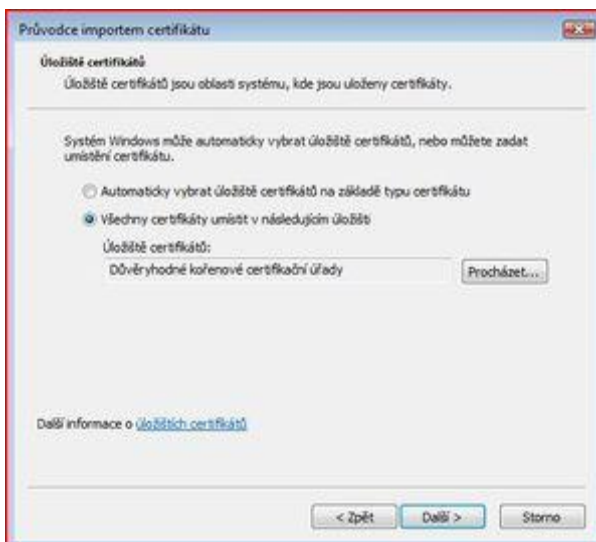 Průvodce importem certifikátu
Úložiště certifikátů
Úložiště certifikátů jsou oblasti systému, kde jsou uloženy certifikáty.
Systém Windows může automaticky vybrat úložiště certifikátů, nebo můžete zadat
umístění certifikátu.
Automaticky vybrat úložiště certifikátů na základě typu certifikátu
Všechny certifikáty umístit v následujícím úložišti
Úložiště certifikátů:
Důvěryhodné kořenové certifikační úřady
Procházet...
Další informace o úložištích certifikátů
< Zpět
Další >
Storno